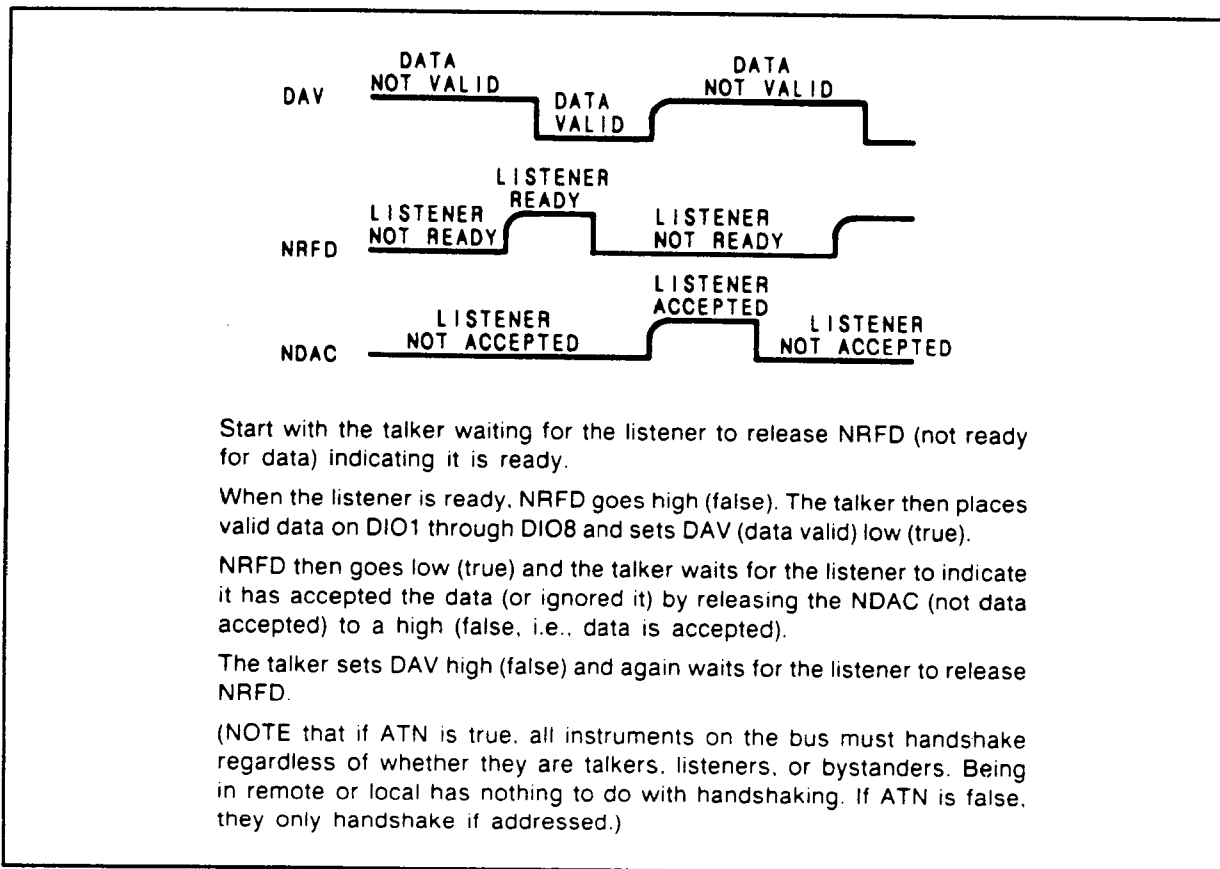 DATA
NOT VALID
DATA
NOT VALID
DAV
DATA
VALID
LISTENER
READY
LISTENER
NOT READY
LISTENER
NOT READY
NRFD
LISTENER
ACCEPTED
LISTENER
NOT ACCEPTED
LISTENER
NOT ACCEPTED
NDAC
Start with the talker waiting for the listener to release NRFD (not ready
for data) indicating it is ready.
When the listener is ready, NRFD goes high (false). The talker then places
valid data on DIO1 through DIO8 and sets DAV (data valid) low (true).
NRFD then goes low (true) and the talker waits for the listener to indicate
it has accepted the data (or ignored it) by releasing the NDAC (not data
accepted) to a high (false, i.e., data is accepted).
The talker sets DAV high (false) and again waits for the listener to release
NRFD.
(NOTE that if ATN is true, all instruments on the bus must handshake
regardless of whether they are talkers, listeners, or bystanders. Being
in remote or local has nothing to do with handshaking. If ATN is false,
they only handshake if addressed.)